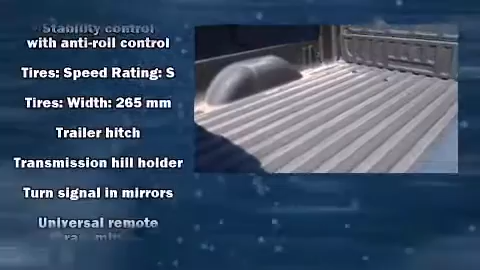 Stability control
with anti-roll control
Tires: Speed Rating: S
Tires: Width: 265 mm
Trailer hitch
Transmission hill holder
Turn signal in mirrors
Universal remote